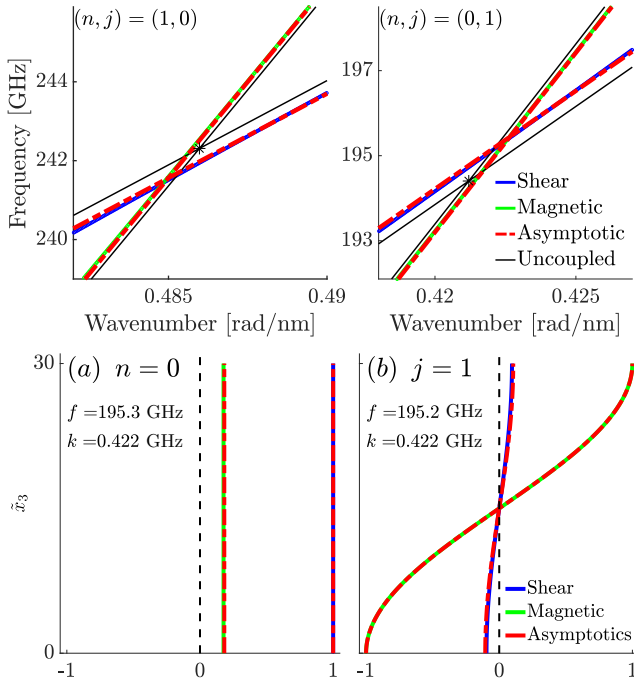 (n, j) = (1, 0)
(n, j) = (0, 1)
Frequency [GHz]
244
242
240
197
195
193
Shear
Magnetic
Asymptotic
Uncoupled
0.485
0.49
0.42
0.425
Wavenumber [rad/nm]
Wavenumber [rad/nm]
30
(a) n = 0
f =195.3 GHz
k =0.422 GHz
(b) j = 1
f =195.2 GHz
k =0.422 GHz
x̃₃
Shear
Magnetic
Asymptotics
0
-1
0
1
-1
0
1